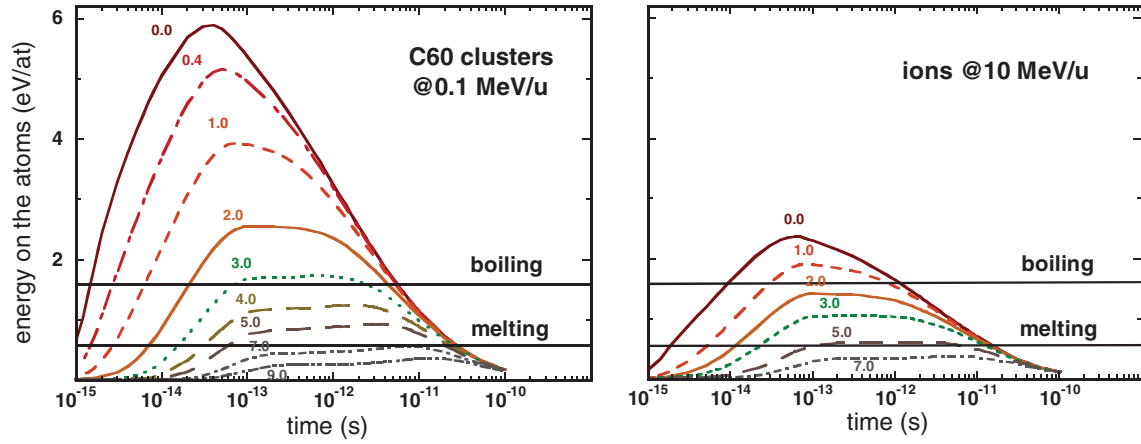 6
4
2
energy on the atoms (eV/at)
0.0
0.4
1.0
2.0
3.0
4.0
5.0
7.0
9.0
C60 clusters
@0.1 MeV/u
boiling
melting
10⁻¹⁵ 10⁻¹⁴ 10⁻¹³ 10⁻¹² 10⁻¹¹ 10⁻¹⁰
time (s)
ions @10 MeV/u
0.0
1.0
2.0
3.0
5.0
7.0
boiling
melting
10⁻¹⁵ 10⁻¹⁴ 10⁻¹³ 10⁻¹² 10⁻¹¹ 10⁻¹⁰
time (s)